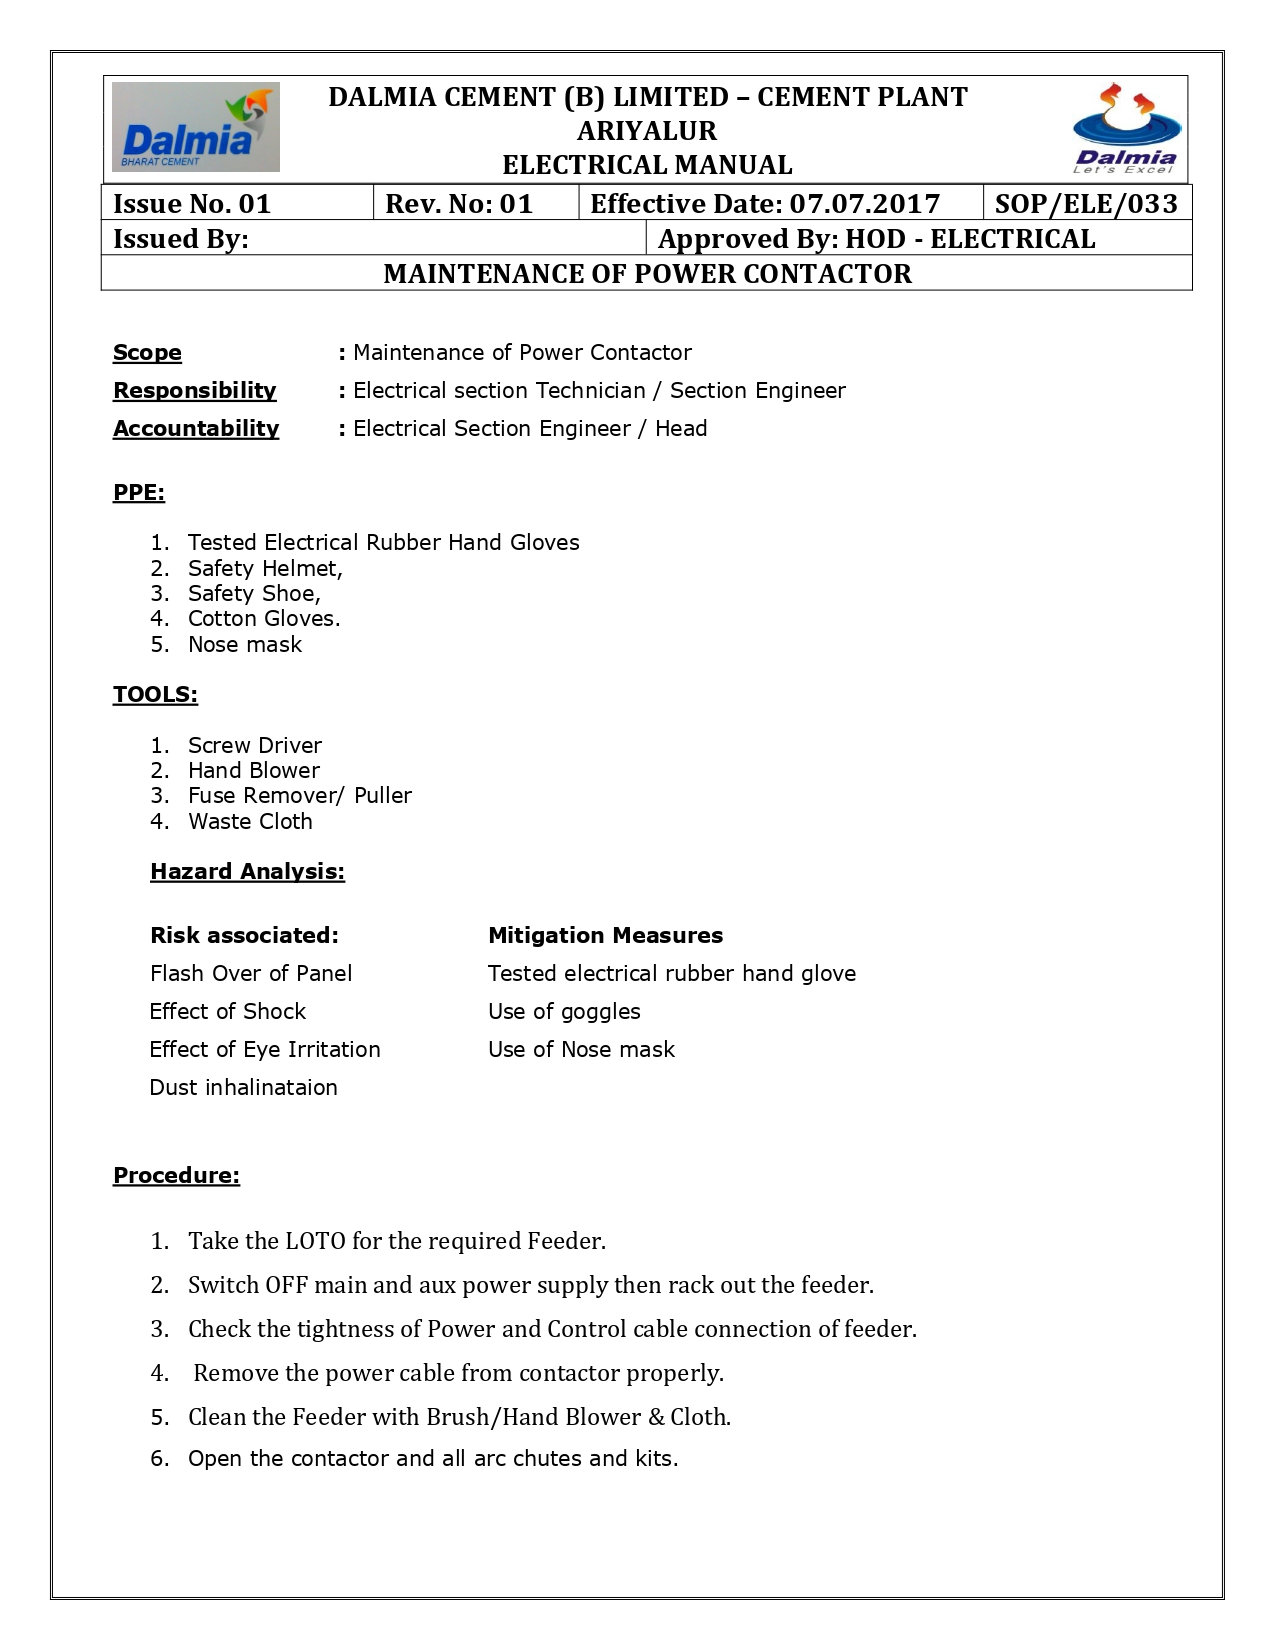 Dalmia
BHARAT CEMENT
DALMIA CEMENT (B) LIMITED – CEMENT PLANT
ARIYALUR
ELECTRICAL MANUAL
Dalmia
Let's Excel
Issue No. 01 Rev. No: 01 Effective Date: 07.07.2017 SOP/ELE/033
Issued By: Approved By: HOD - ELECTRICAL
MAINTENANCE OF POWER CONTACTOR
Scope : Maintenance of Power Contactor
Responsibility : Electrical section Technician / Section Engineer
Accountability : Electrical Section Engineer / Head
PPE:
1. Tested Electrical Rubber Hand Gloves
2. Safety Helmet,
3. Safety Shoe,
4. Cotton Gloves.
5. Nose mask
TOOLS:
1. Screw Driver
2. Hand Blower
3. Fuse Remover/ Puller
4. Waste Cloth
Hazard Analysis:
Risk associated: Mitigation Measures
Flash Over of Panel Tested electrical rubber hand glove
Effect of Shock Use of goggles
Effect of Eye Irritation Use of Nose mask
Dust inhalinataion
Procedure:
1. Take the LOTO for the required Feeder.
2. Switch OFF main and aux power supply then rack out the feeder.
3. Check the tightness of Power and Control cable connection of feeder.
4. Remove the power cable from contactor properly.
5. Clean the Feeder with Brush/Hand Blower & Cloth.
6. Open the contactor and all arc chutes and kits.